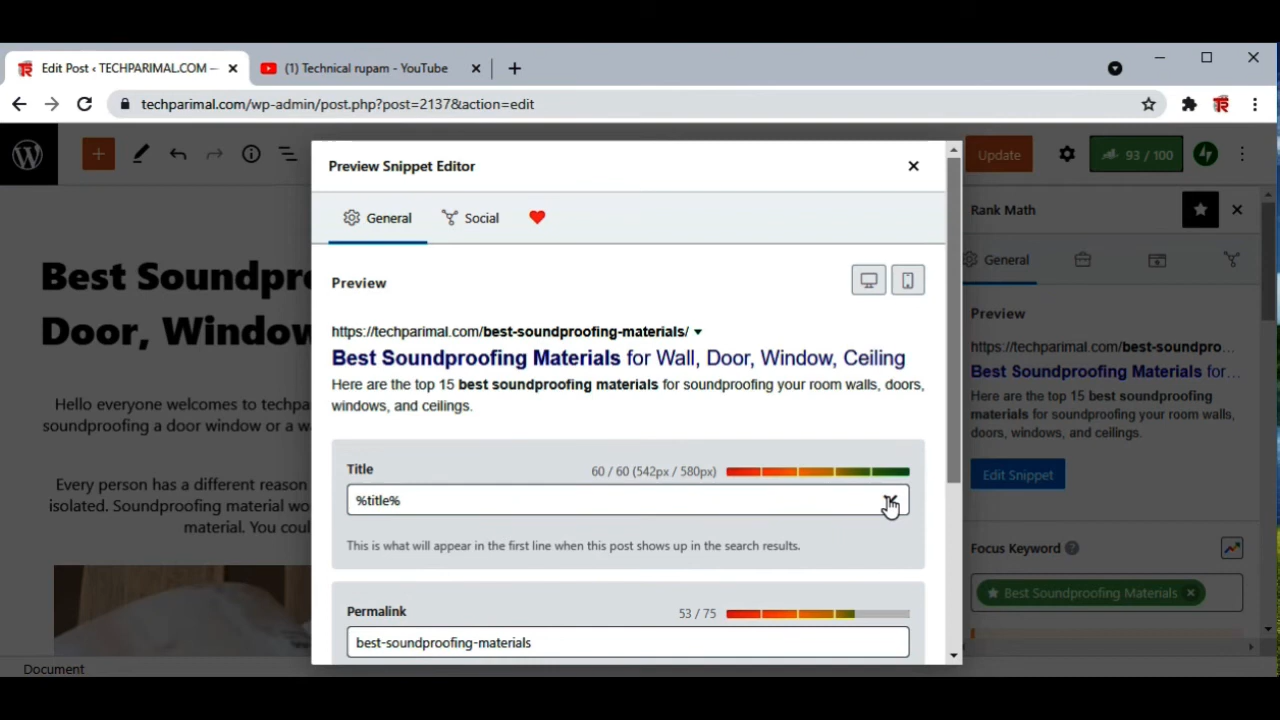 Edit Post ‹ TECHPARIMAL.COM —
(1) Technical rupam - YouTube
techparimal.com/wp-admin/post.php?post=2137&action=edit
Update
93 / 100
Preview Snippet Editor
General
Social
Preview
https://techparimal.com/best-soundproofing-materials/
Best Soundproofing Materials for Wall, Door, Window, Ceiling
Here are the top 15 best soundproofing materials for soundproofing your room walls, doors,
windows, and ceilings.
Title
60 / 60 (542px / 580px)
%title%
This is what will appear in the first line when this post shows up in the search results.
Permalink
53 / 75
best-soundproofing-materials
Best Soundpro
Door, Window
Hello everyone welcomes to techpa
soundproofing a door window or a wa
Every person has a different reason
isolated. Soundproofing material wo
material. You coul
Document
Rank Math
General
Preview
https://techparimal.com/best-soundpro...
Best Soundproofing Materials for...
Here are the top 15 best soundproofing
materials for soundproofing your room walls,
doors, windows, and ceilings.
Edit Snippet
Focus Keyword
Best Soundproofing Materials